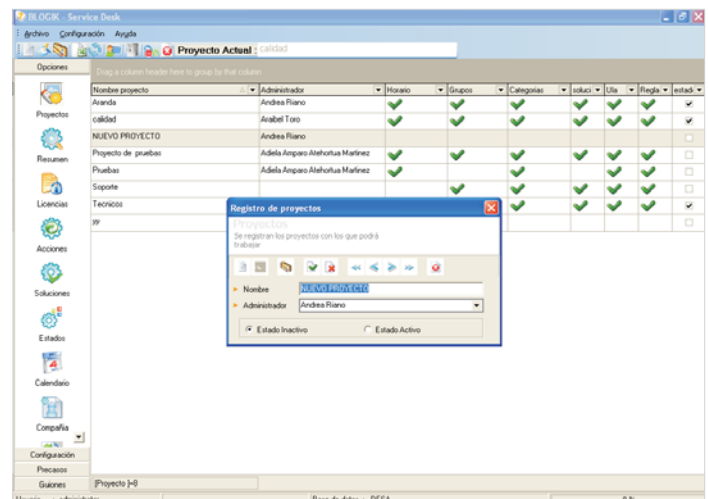 BLOGIK - Service Desk
Archivo Configuración Ayuda
Proyecto Actual : calidad
Opciones
Drag a column header here to group by that column
Nombre proyecto Administrador Horario Grupos Categorias soluci Ula Regla estad
Aranda Andrea Riano
calidad Araibel Toro
NUEVO PROYECTO Andrea Riano
Proyecto de pruebas Adiela Amparo Atehortua Martinez
Pruebas Adiela Amparo Atehortua Martinez
Soporte
Tecnicos
yy
Proyectos
Resumen
Licencias
Acciones
Soluciones
Estados
Calendario
Compañia
Configuración
Precasos
Guiones
Registro de proyectos
Proyectos
Se registran los proyectos con los que podrá
trabajar
Nombre NUEVO PROYECTO
Administrador Andrea Riano
Estado Inactivo Estado Activo
[Proyecto ]=8